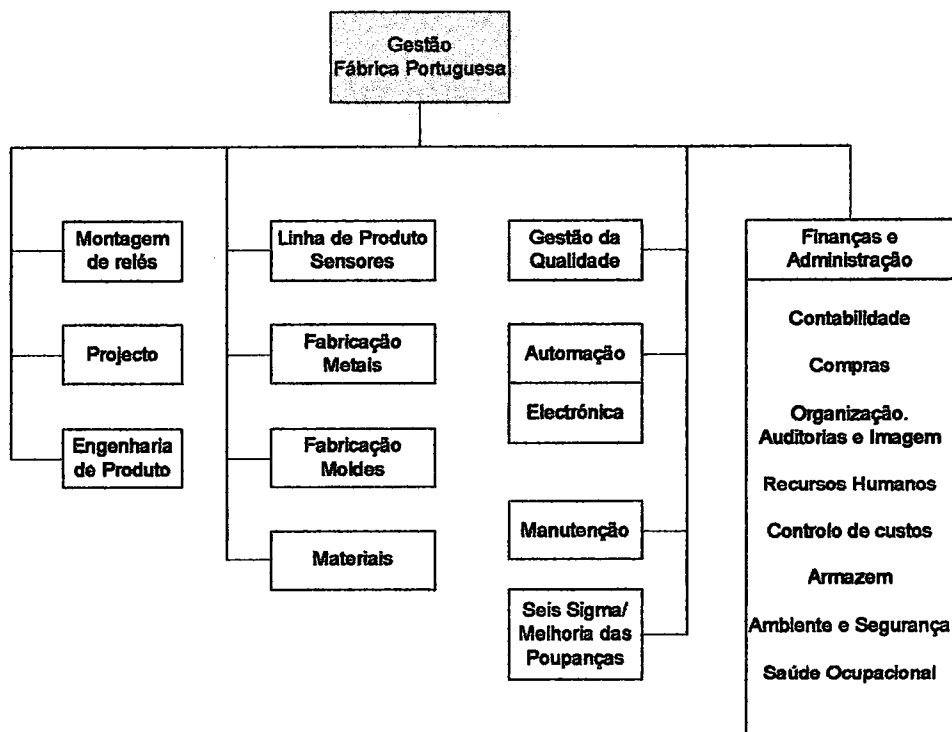 Gestão
Fábrica Portuguesa
Montagem
de relés
Projecto
Engenharia
de Produto
Linha de Produto
Sensores
Fabricação
Metais
Fabricação
Moldes
Materiais
Gestão da
Qualidade
Automação
Electrónica
Manutenção
Seis Sigma/
Melhoria das
Poupanças
Finanças e
Administração
Contabilidade
Compras
Organização.
Auditorias e Imagem
Recursos Humanos
Controlo de custos
Armazem
Ambiente e Segurança
Saúde Ocupacional